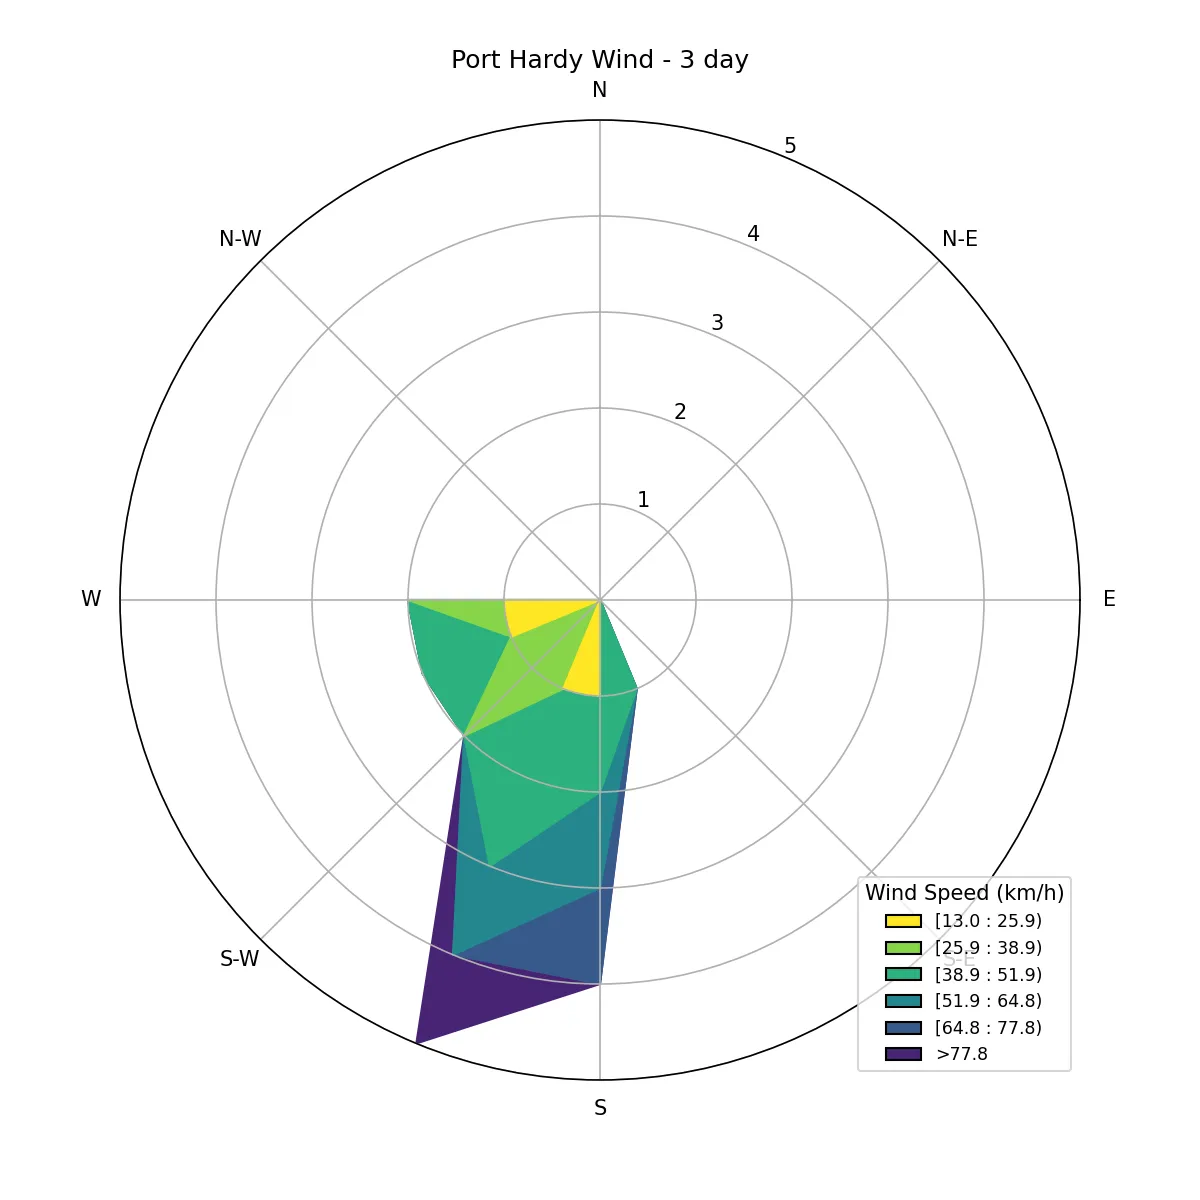 Port Hardy Wind - 3 day
N
5
N-W
N-E
4
3
2
1
W
E
S-W
S-E
S
Wind Speed (km/h)
[13.0 : 25.9)
[25.9 : 38.9)
[38.9 : 51.9)
[51.9 : 64.8)
[64.8 : 77.8)
>77.8